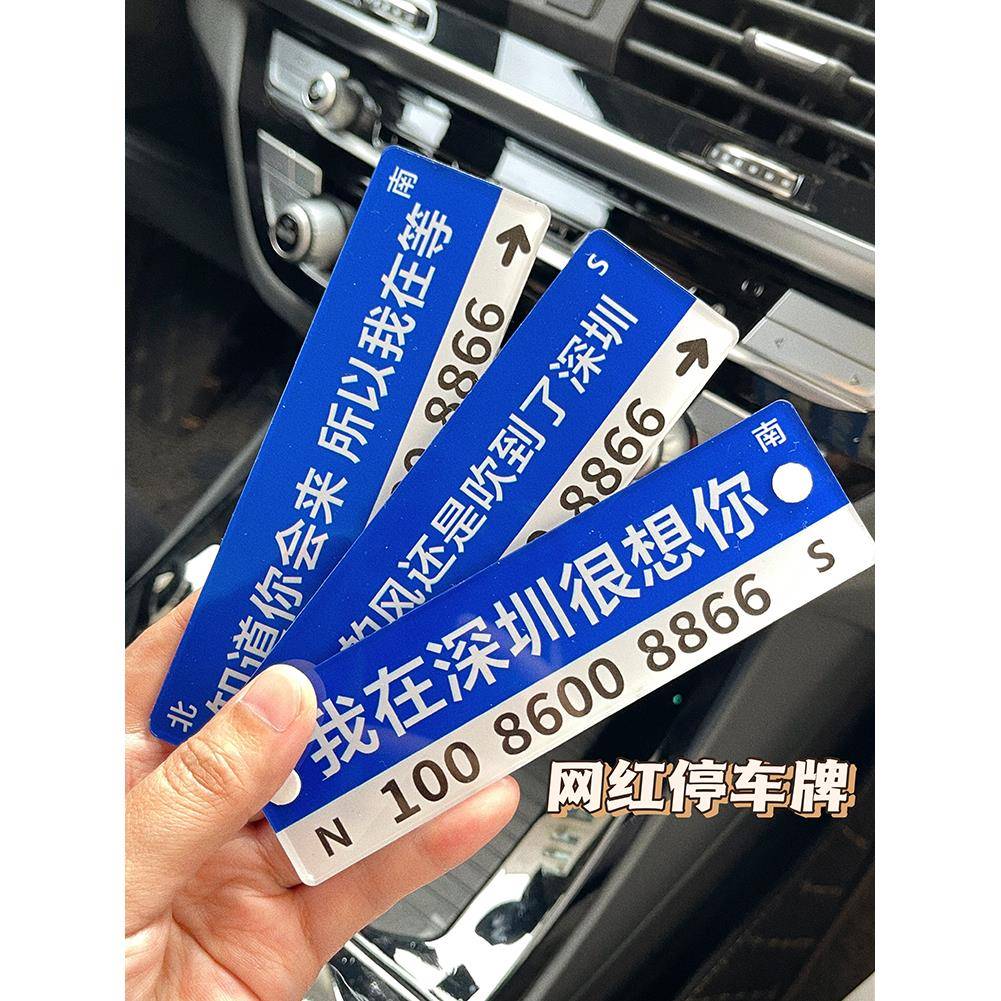 南
知道你会来 所以我在等
8866
北
S
的风还是吹到了深圳
8866
南
我在深圳很想你
N 100 8600 8866 S
网红停车牌